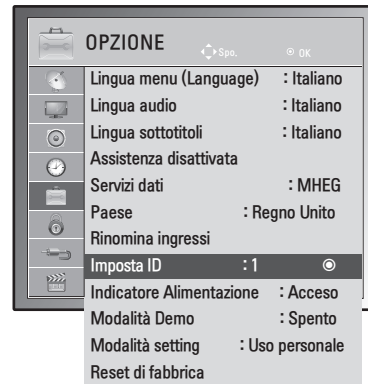 OPZIONE Spo. OK
Lingua menu (Language) : Italiano
Lingua audio : Italiano
Lingua sottotitoli : Italiano
Assistenza disattivata
Servizi dati : MHEG
Paese : Regno Unito
Rinomina ingressi
Imposta ID : 1
Indicatore Alimentazione : Acceso
Modalità Demo : Spento
Modalità setting : Uso personale
Reset di fabbrica